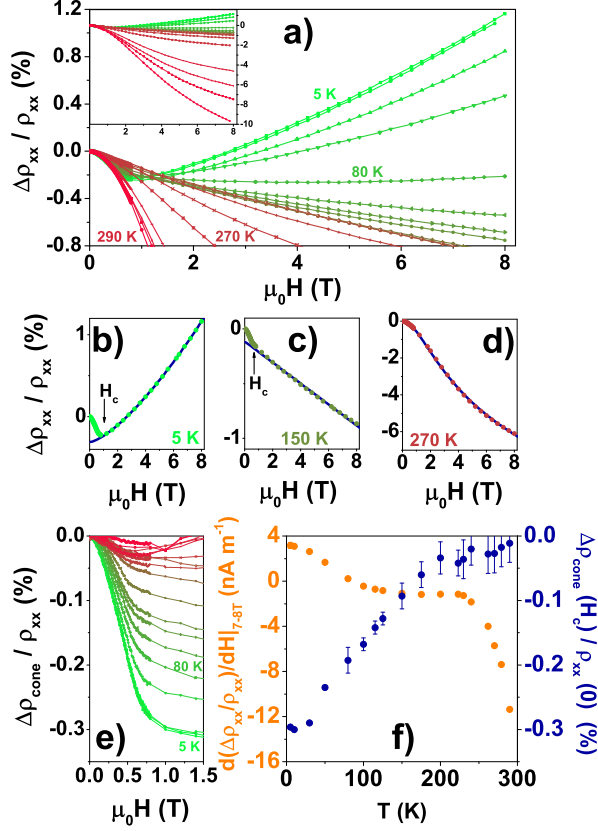 a)
1.2
0.8
0.4
0.0
-0.4
-0.8
Δρxx / ρxx (%)
0
-2
-4
-6
-8
-10
2 4 6 8
5 K
80 K
290 K
270 K
0 2 4 6 8
μ0H (T)
b)
1
0
Δρxx / ρxx (%)
Hc
5 K
0 2 4 6 8
μ0H (T)
c)
0
-1
Hc
150 K
0 2 4 6 8
μ0H (T)
d)
0
-2
-4
-6
270 K
0 2 4 6 8
μ0H (T)
e)
0.0
-0.1
-0.2
-0.3
Δρcone / ρxx (%)
80 K
5 K
0.0 0.5 1.0 1.5
μ0H (T)
f)
4
0
-4
-8
-12
-16
d(Δρxx/ρxx)/dH|7-8T (nA m-1)
0.0
-0.1
-0.2
-0.3
Δρcone (Hc) / ρxx (0) (%)
0 100 200 300
T (K)